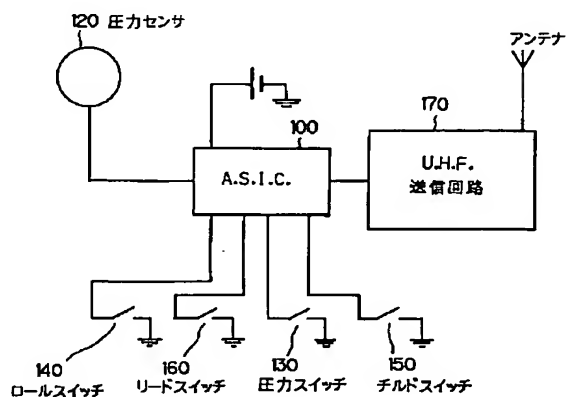 120 圧力センサ
アンテナ
100
170
A.S.I.C.
U.H.F.
送信回路
140
ロールスイッチ
160
リードスイッチ
130
圧力スイッチ
150
チルドスイッチ